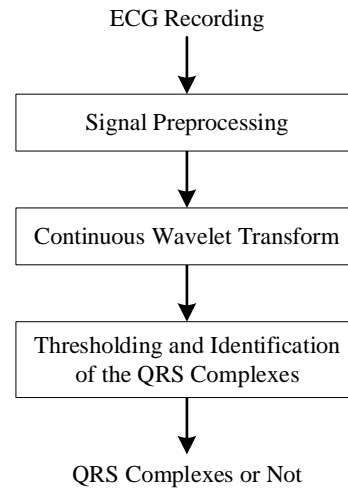 ECG Recording
Signal Preprocessing
Continuous Wavelet Transform
Thresholding and Identification
of the QRS Complexes
QRS Complexes or Not